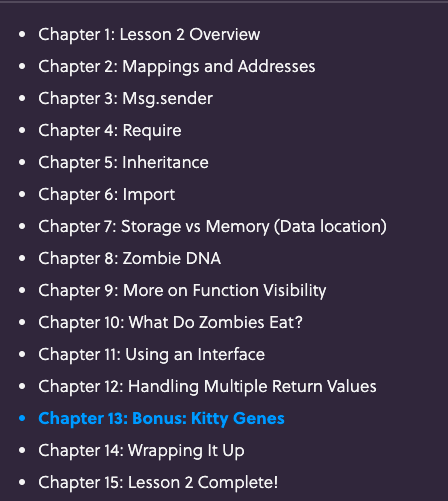 Chapter 1: Lesson 2 Overview
Chapter 2: Mappings and Addresses
Chapter 3: Msg.sender
Chapter 4: Require
Chapter 5: Inheritance
Chapter 6: Import
Chapter 7: Storage vs Memory (Data location)
Chapter 8: Zombie DNA
Chapter 9: More on Function Visibility
Chapter 10: What Do Zombies Eat?
Chapter 11: Using an Interface
Chapter 12: Handling Multiple Return Values
Chapter 13: Bonus: Kitty Genes
Chapter 14: Wrapping It Up
Chapter 15: Lesson 2 Complete!